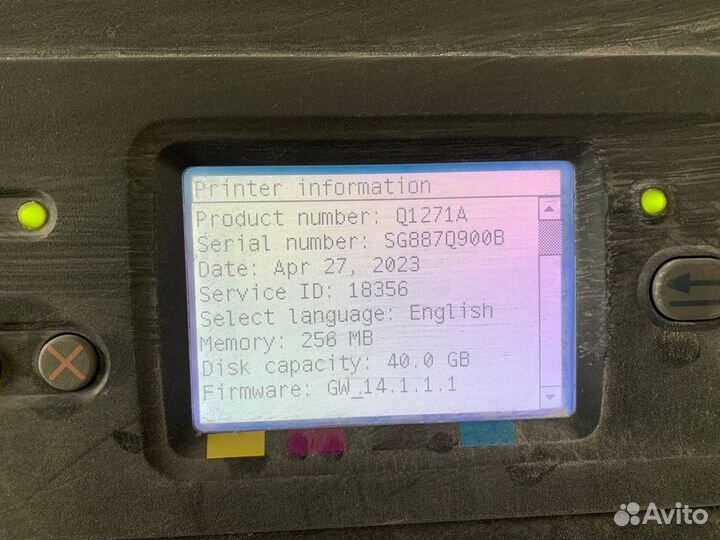 Printer information
Product number: Q1271A
Serial number: SG887Q900B
Date: Apr 27, 2023
Service ID: 18356
Select language: English
Memory: 256 MB
Disk capacity: 40.0 GB
Firmware: GW_14.1.1.1
Avito